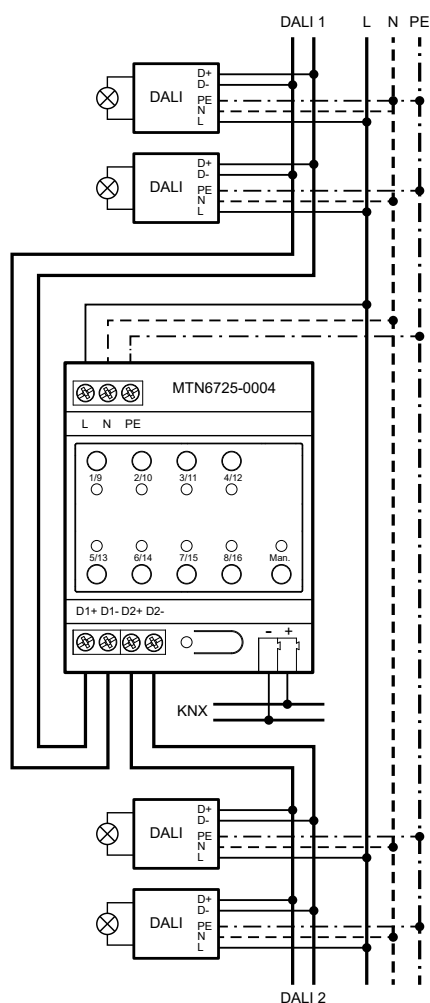 DALI 1 L N PE
DALI D+
D-
PE
N
L
DALI D+
D-
PE
N
L
MTN6725-0004
L N PE
1/9 2/10 3/11 4/12
5/13 6/14 7/15 8/16 Man.
D1+ D1- D2+ D2-
- +
KNX
DALI D+
D-
PE
N
L
DALI D+
D-
PE
N
L
DALI 2